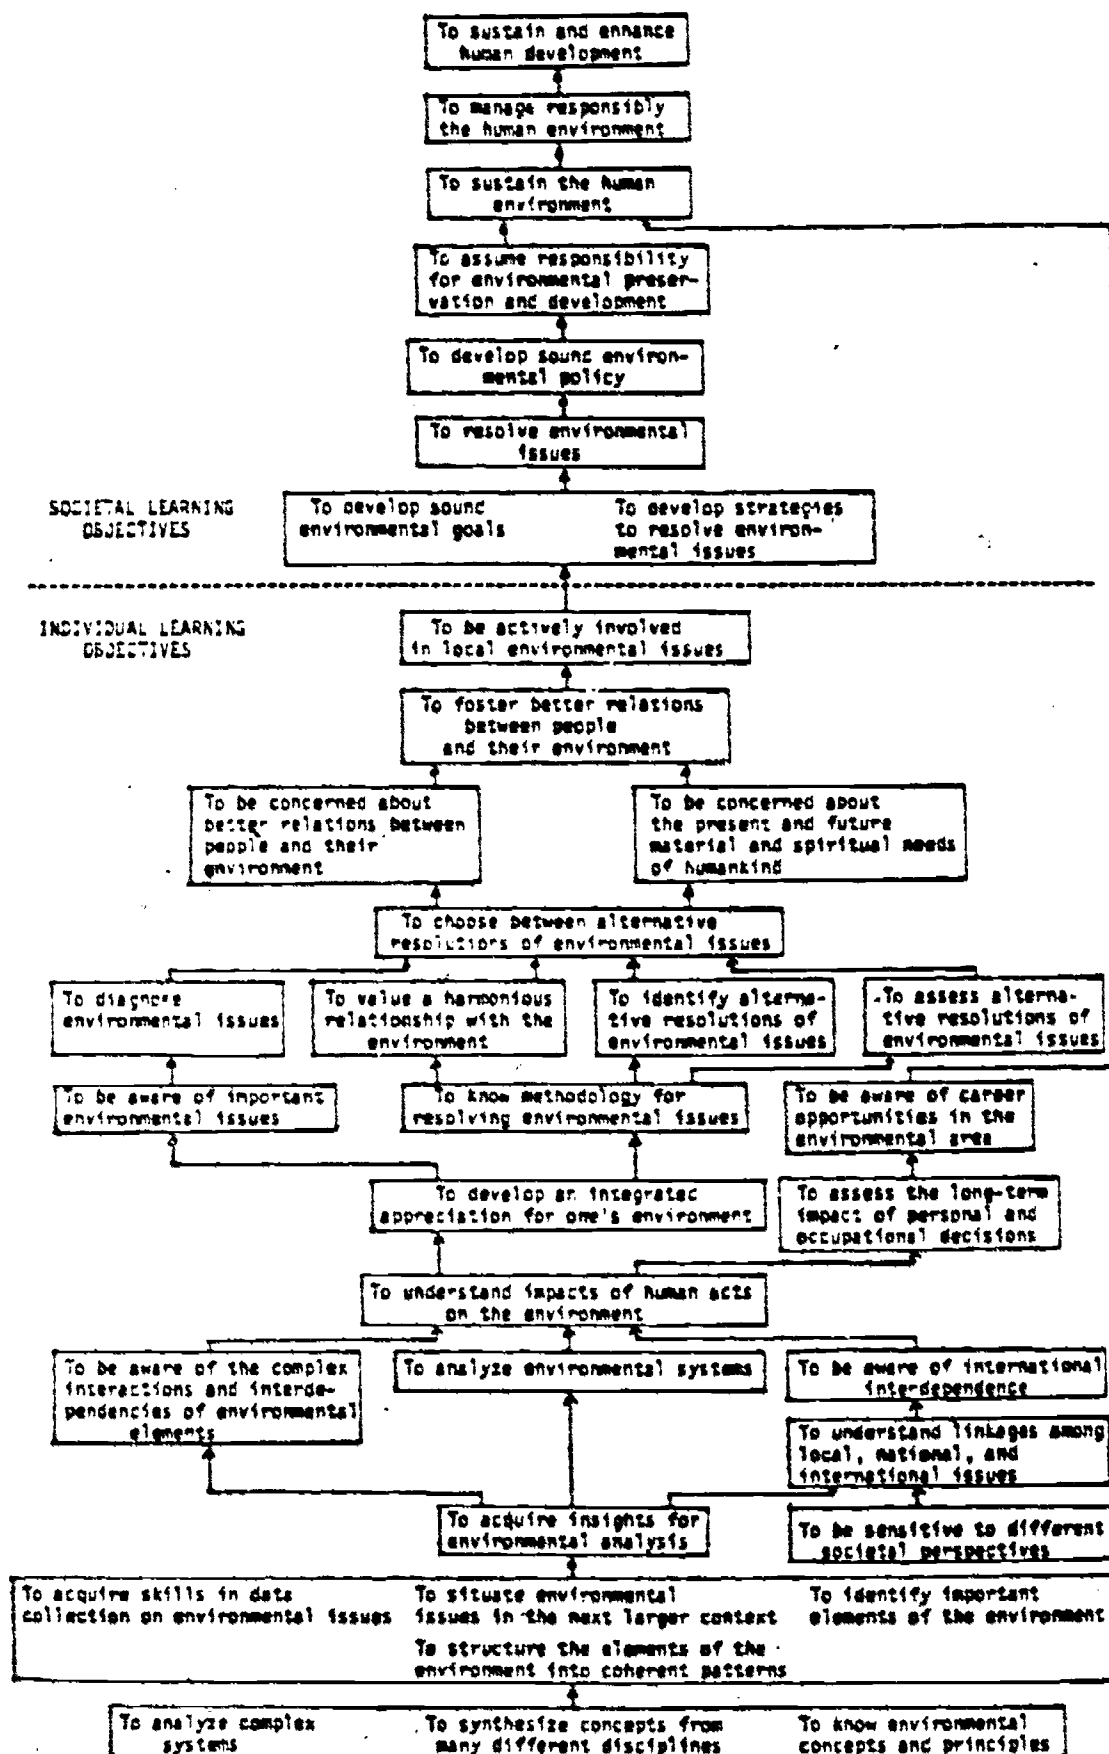 To sustain and enhance
human development
To manage responsibly
the human environment
To sustain the human
environment
To assume responsibility
for environmental preser-
vation and development
To develop sound environ-
mental policy
To resolve environmental
issues
SOCIETAL LEARNING
OBJECTIVES
To develop sound
environmental goals
To develop strategies
to resolve environ-
mental issues
INDIVIDUAL LEARNING
OBJECTIVES
To be actively involved
in local environmental issues
To foster better relations
between people
and their environment
To be concerned about
better relations between
people and their
environment
To be concerned about
the present and future
material and spiritual needs
of humankind
To choose between alternative
resolutions of environmental issues
To diagnose
environmental issues
To value a harmonious
relationship with the
environment
To identify alterna-
tive resolutions of
environmental issues
To assess alterna-
tive resolutions of
environmental issues
To be aware of important
environmental issues
To know methodology for
resolving environmental issues
To be aware of career
opportunities in the
environmental area
To develop an integrated
appreciation for one's environment
To assess the long-term
impact of personal and
occupational decisions
To understand impacts of human acts
on the environment
To be aware of the complex
interactions and interde-
pendencies of environmental
elements
To analyze environmental systems
To be aware of international
interdependence
To understand linkages among
local, national, and
international issues
To acquire insights for
environmental analysis
To be sensitive to different
societal perspectives
To acquire skills in data
collection on environmental issues
To situate environmental
issues in the next larger context
To identify important
elements of the environment
To structure the elements of the
environment into coherent patterns
To analyze complex
systems
To synthesize concepts from
many different disciplines
To know environmental
concepts and principles